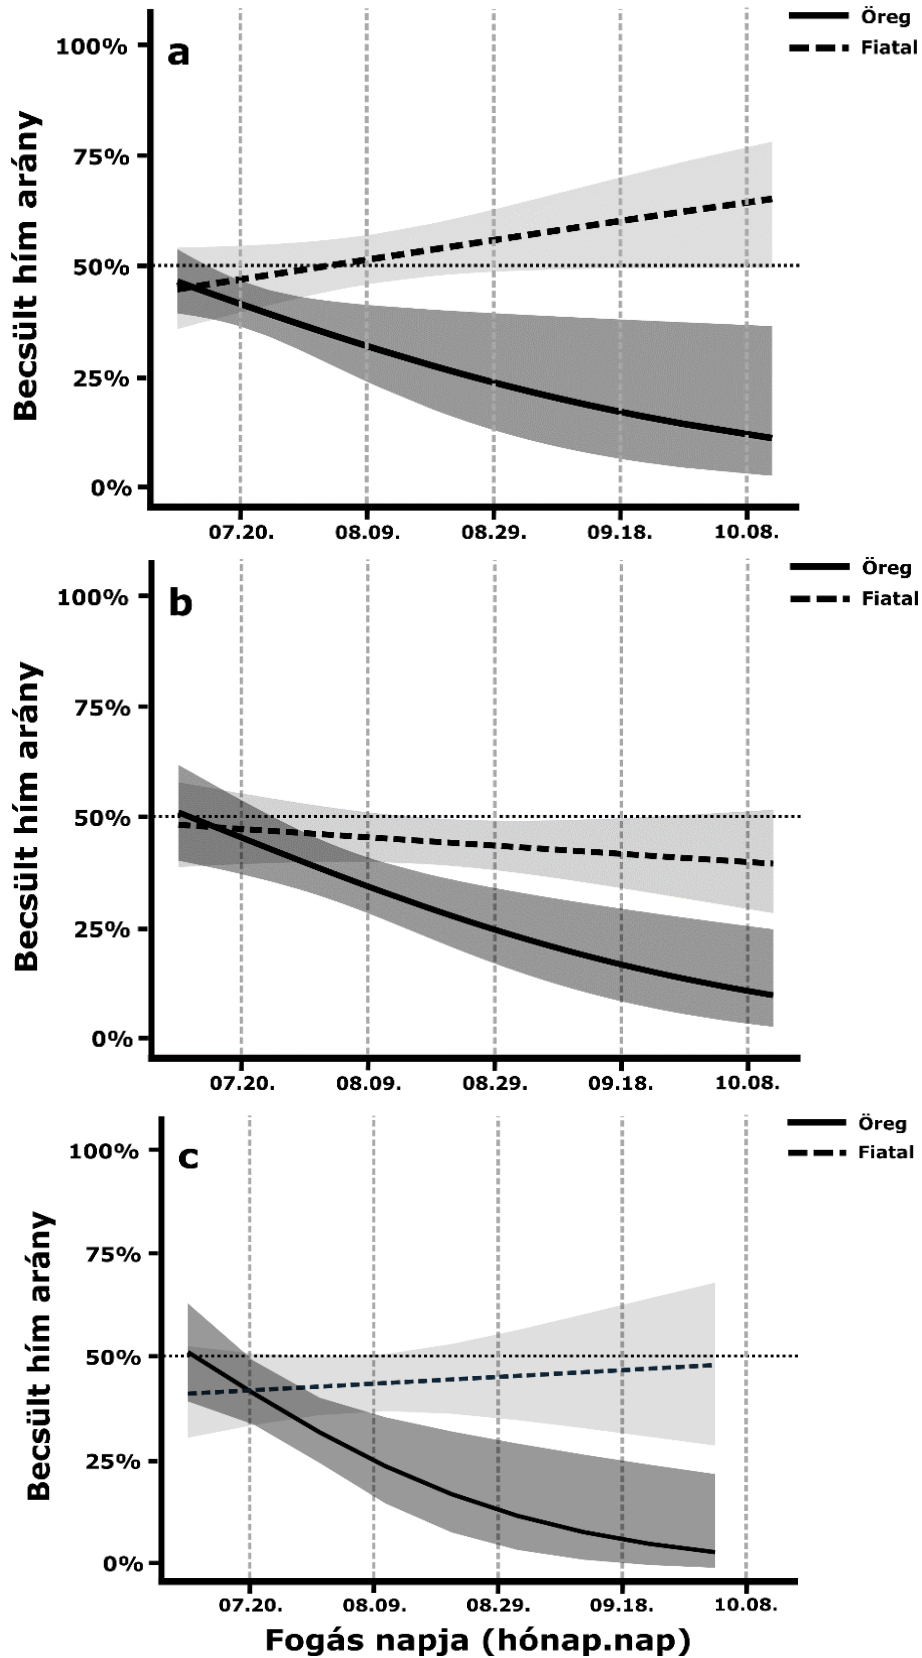 a
Öreg
Fiatal
Becsült hím arány
100%
75%
50%
25%
0%
07.20.
08.09.
08.29.
09.18.
10.08.
b
Öreg
Fiatal
Becsült hím arány
100%
75%
50%
25%
0%
07.20.
08.09.
08.29.
09.18.
10.08.
c
Öreg
Fiatal
Becsült hím arány
100%
75%
50%
25%
0%
07.20.
08.09.
08.29.
09.18.
10.08.
Fogás napja (hónap.nap)